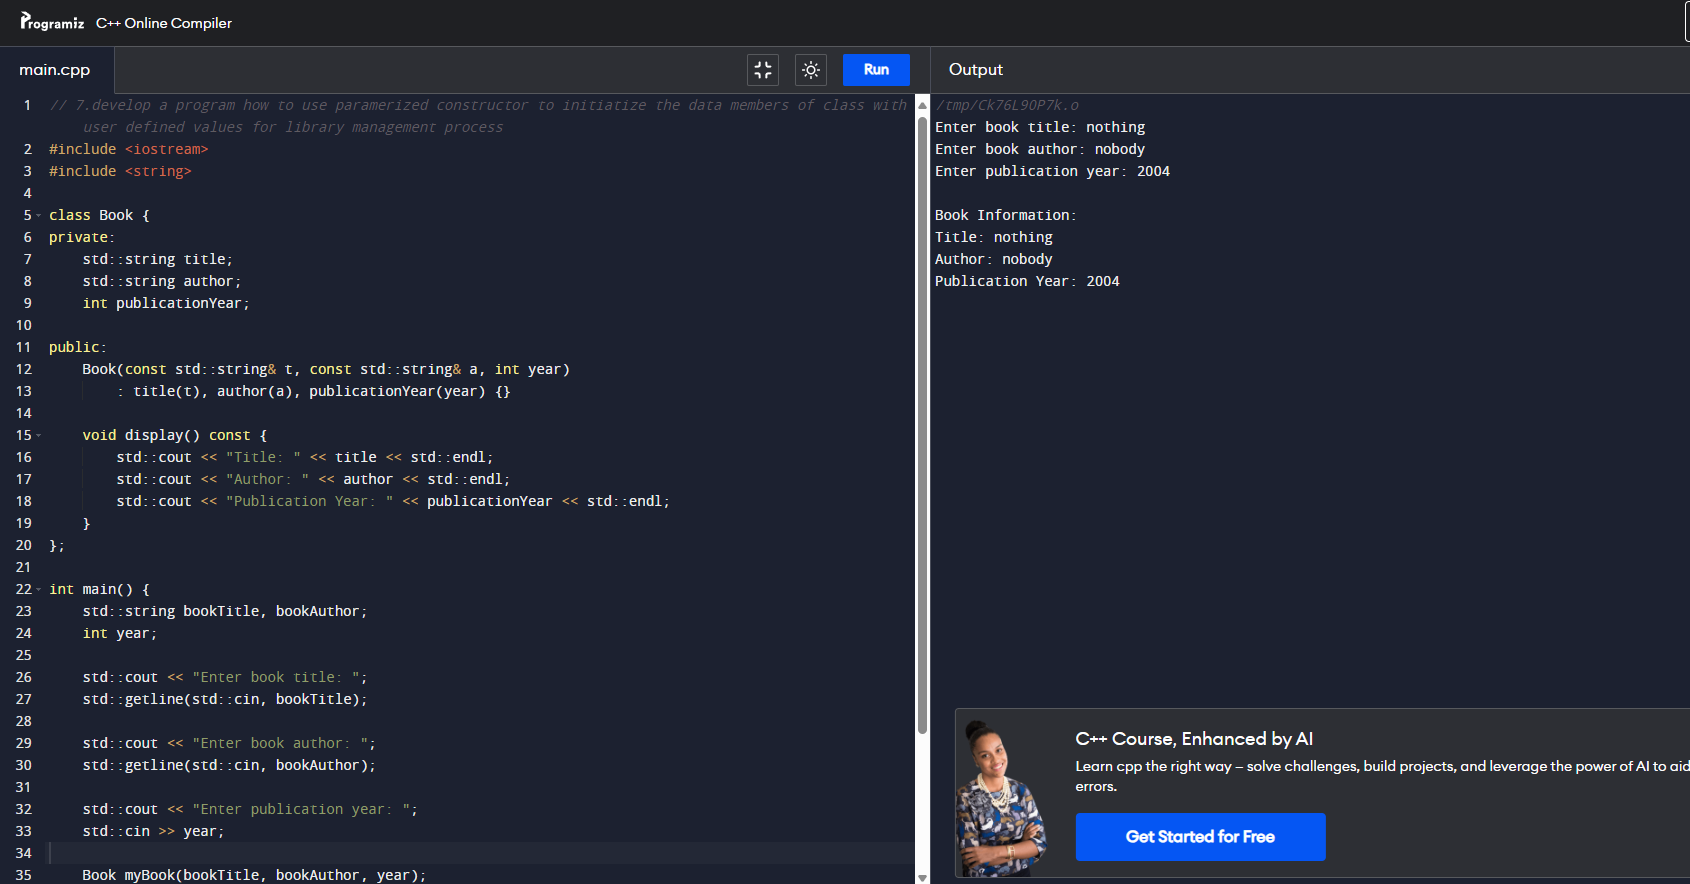 Programiz C++ Online Compiler
main.cpp
Run
Output
1 // 7.develop a program how to use paramerized constructor to initiatize the data members of class with
user defined values for library management process
2 #include <iostream>
3 #include <string>
4
5 class Book {
6 private:
7 std::string title;
8 std::string author;
9 int publicationYear;
10
11 public:
12 Book(const std::string& t, const std::string& a, int year)
13 : title(t), author(a), publicationYear(year) {}
14
15 void display() const {
16 std::cout << "Title: " << title << std::endl;
17 std::cout << "Author: " << author << std::endl;
18 std::cout << "Publication Year: " << publicationYear << std::endl;
19 }
20 };
21
22 int main() {
23 std::string bookTitle, bookAuthor;
24 int year;
25
26 std::cout << "Enter book title: ";
27 std::getline(std::cin, bookTitle);
28
29 std::cout << "Enter book author: ";
30 std::getline(std::cin, bookAuthor);
31
32 std::cout << "Enter publication year: ";
33 std::cin >> year;
34
35 Book myBook(bookTitle, bookAuthor, year);
/tmp/Ck76L90P7k.o
Enter book title: nothing
Enter book author: nobody
Enter publication year: 2004
Book Information:
Title: nothing
Author: nobody
Publication Year: 2004
C++ Course, Enhanced by AI
Learn cpp the right way – solve challenges, build projects, and leverage the power of AI to aid
errors.
Get Started for Free